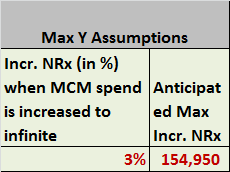 Max Y Assumptions
Incr. NRx (in %)
when MCM spend
is increased to
infinite
Anticipat
ed Max
Incr. NRx
3%
154,950